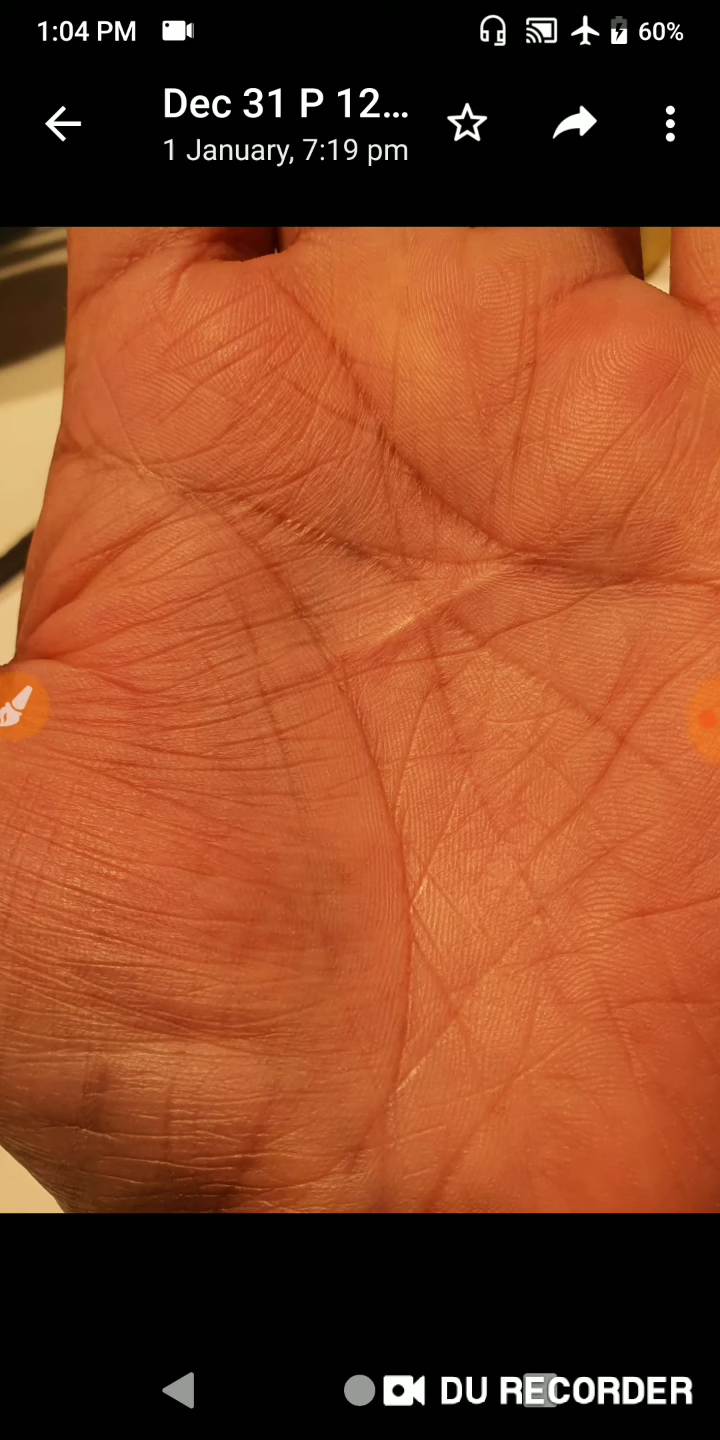 1:04 PM
60%
Dec 31 P 12...
1 January, 7:19 pm
DU RECORDER